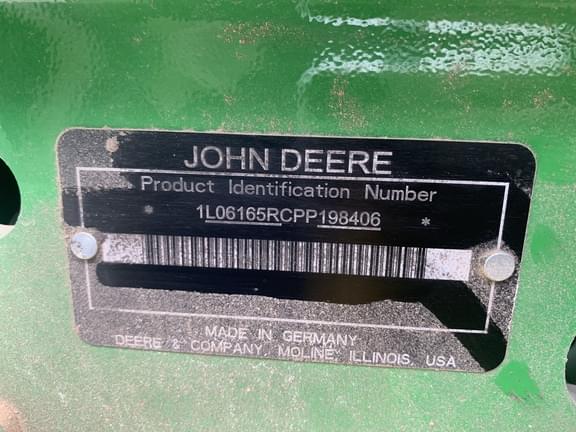 JOHN DEERE
Product Identification Number
* 1L06165RCPP198406 *
MADE IN GERMANY
DEERE & COMPANY, MOLINE, ILLINOIS, USA